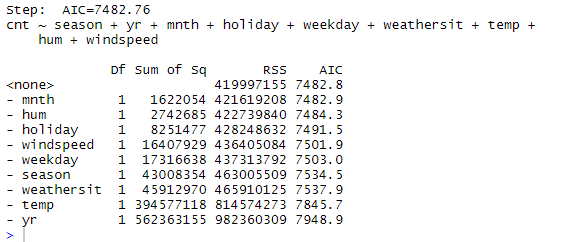 Step:  AIC=7482.76
cnt ~ season + yr + mnth + holiday + weekday + weathersit + temp +
    hum + windspeed

             Df Sum of Sq       RSS    AIC
<none>                    419997155 7482.8
- mnth        1   1622054 421619208 7482.9
- hum         1   2742685 422739840 7484.3
- holiday     1   8251477 428248632 7491.5
- windspeed   1  16407929 436405084 7501.9
- weekday     1  17316638 437313792 7503.0
- season      1  43008354 463005509 7534.5
- weathersit  1  45912970 465910125 7537.9
- temp        1 394577118 814574273 7845.7
- yr          1 562363155 982360309 7948.9
>